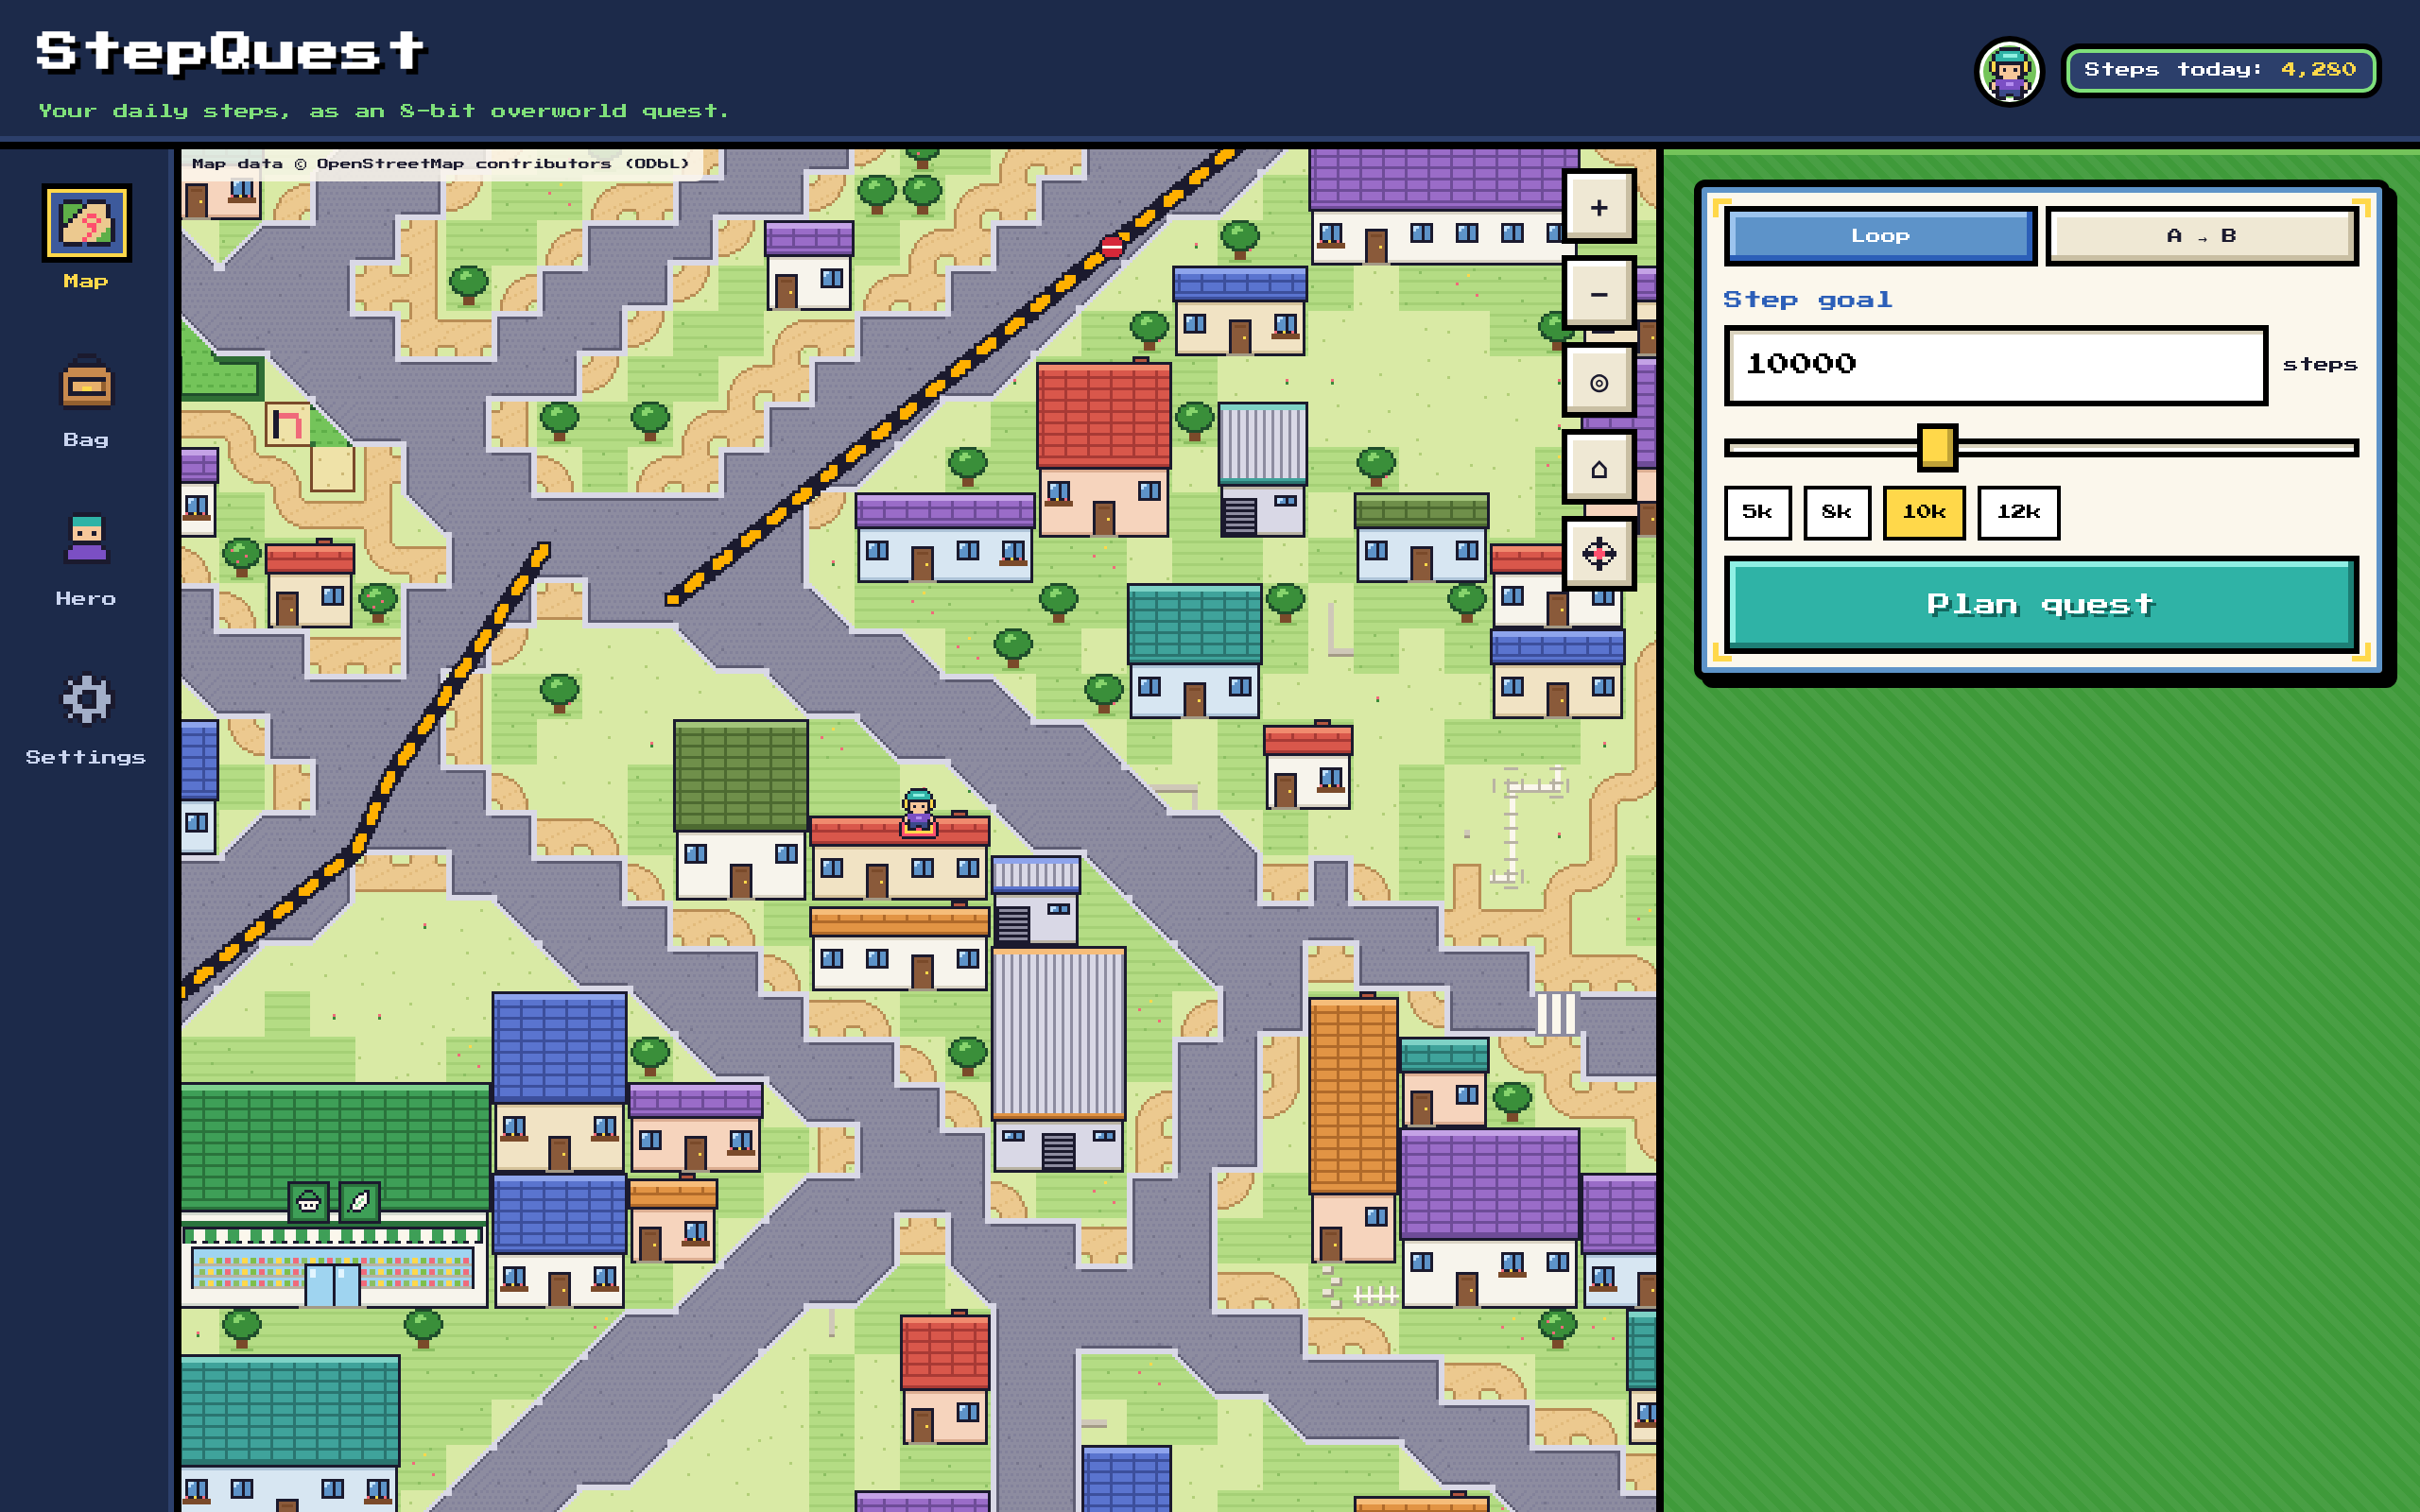 StepQuest
Your daily steps, as an 8-bit overworld quest.
Steps today: 4,280
Map
Bag
Hero
Settings
Map data © OpenStreetMap contributors (ODbL)
+
−
Loop
A → B
Step goal
10000
steps
5k
8k
10k
12k
Plan quest